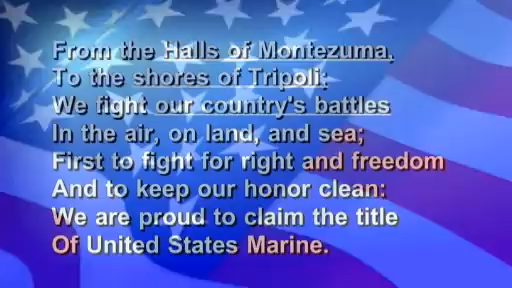 From the Halls of Montezuma,
To the shores of Tripoli;
We fight our country's battles
In the air, on land, and sea;
First to fight for right and freedom
And to keep our honor clean:
We are proud to claim the title
Of United States Marine.